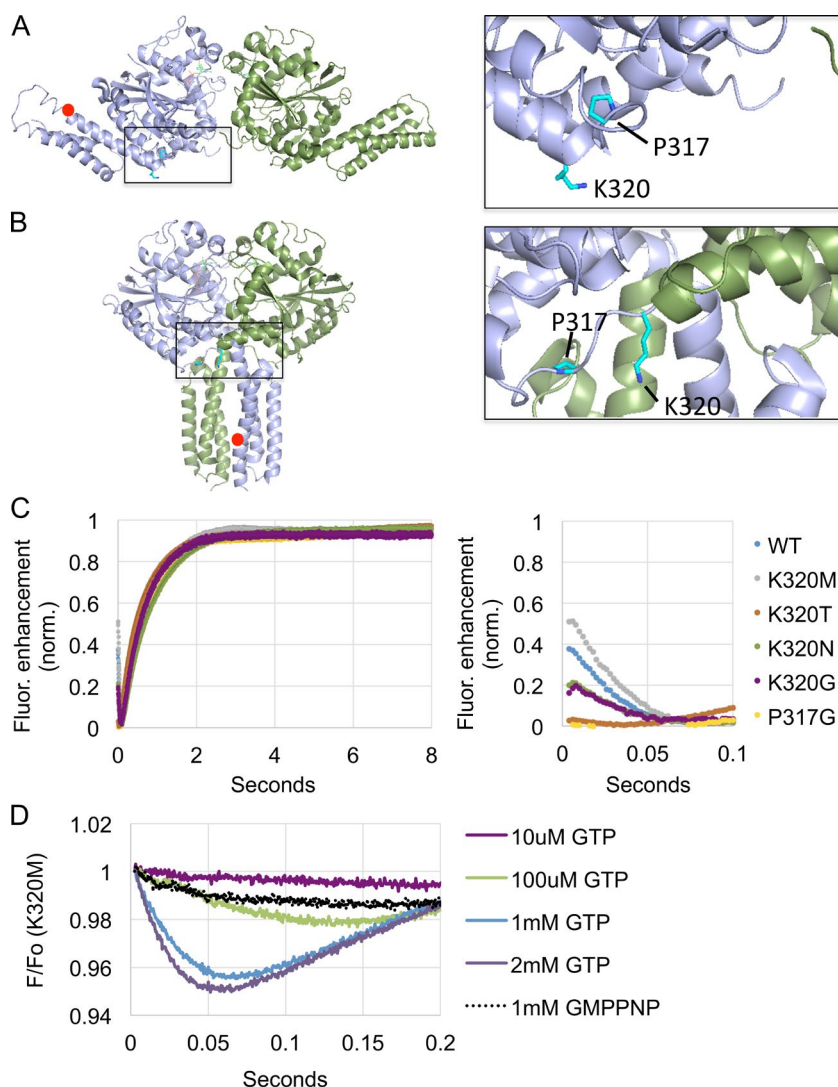 A
P317
K320
B
P317
K320
C
Fluor. enhancement
(norm.)
1
0.8
0.6
0.4
0.2
0
0 2 4 6 8
Seconds
Fluor. enhancement
(norm.)
1
0.8
0.6
0.4
0.2
0
0 0.05 0.1
Seconds
WT
K320M
K320T
K320N
K320G
P317G
D
F/Fo (K320M)
1.02
1
0.98
0.96
0.94
0 0.05 0.1 0.15 0.2
Seconds
10uM GTP
100uM GTP
1mM GTP
2mM GTP
1mM GMPPNP